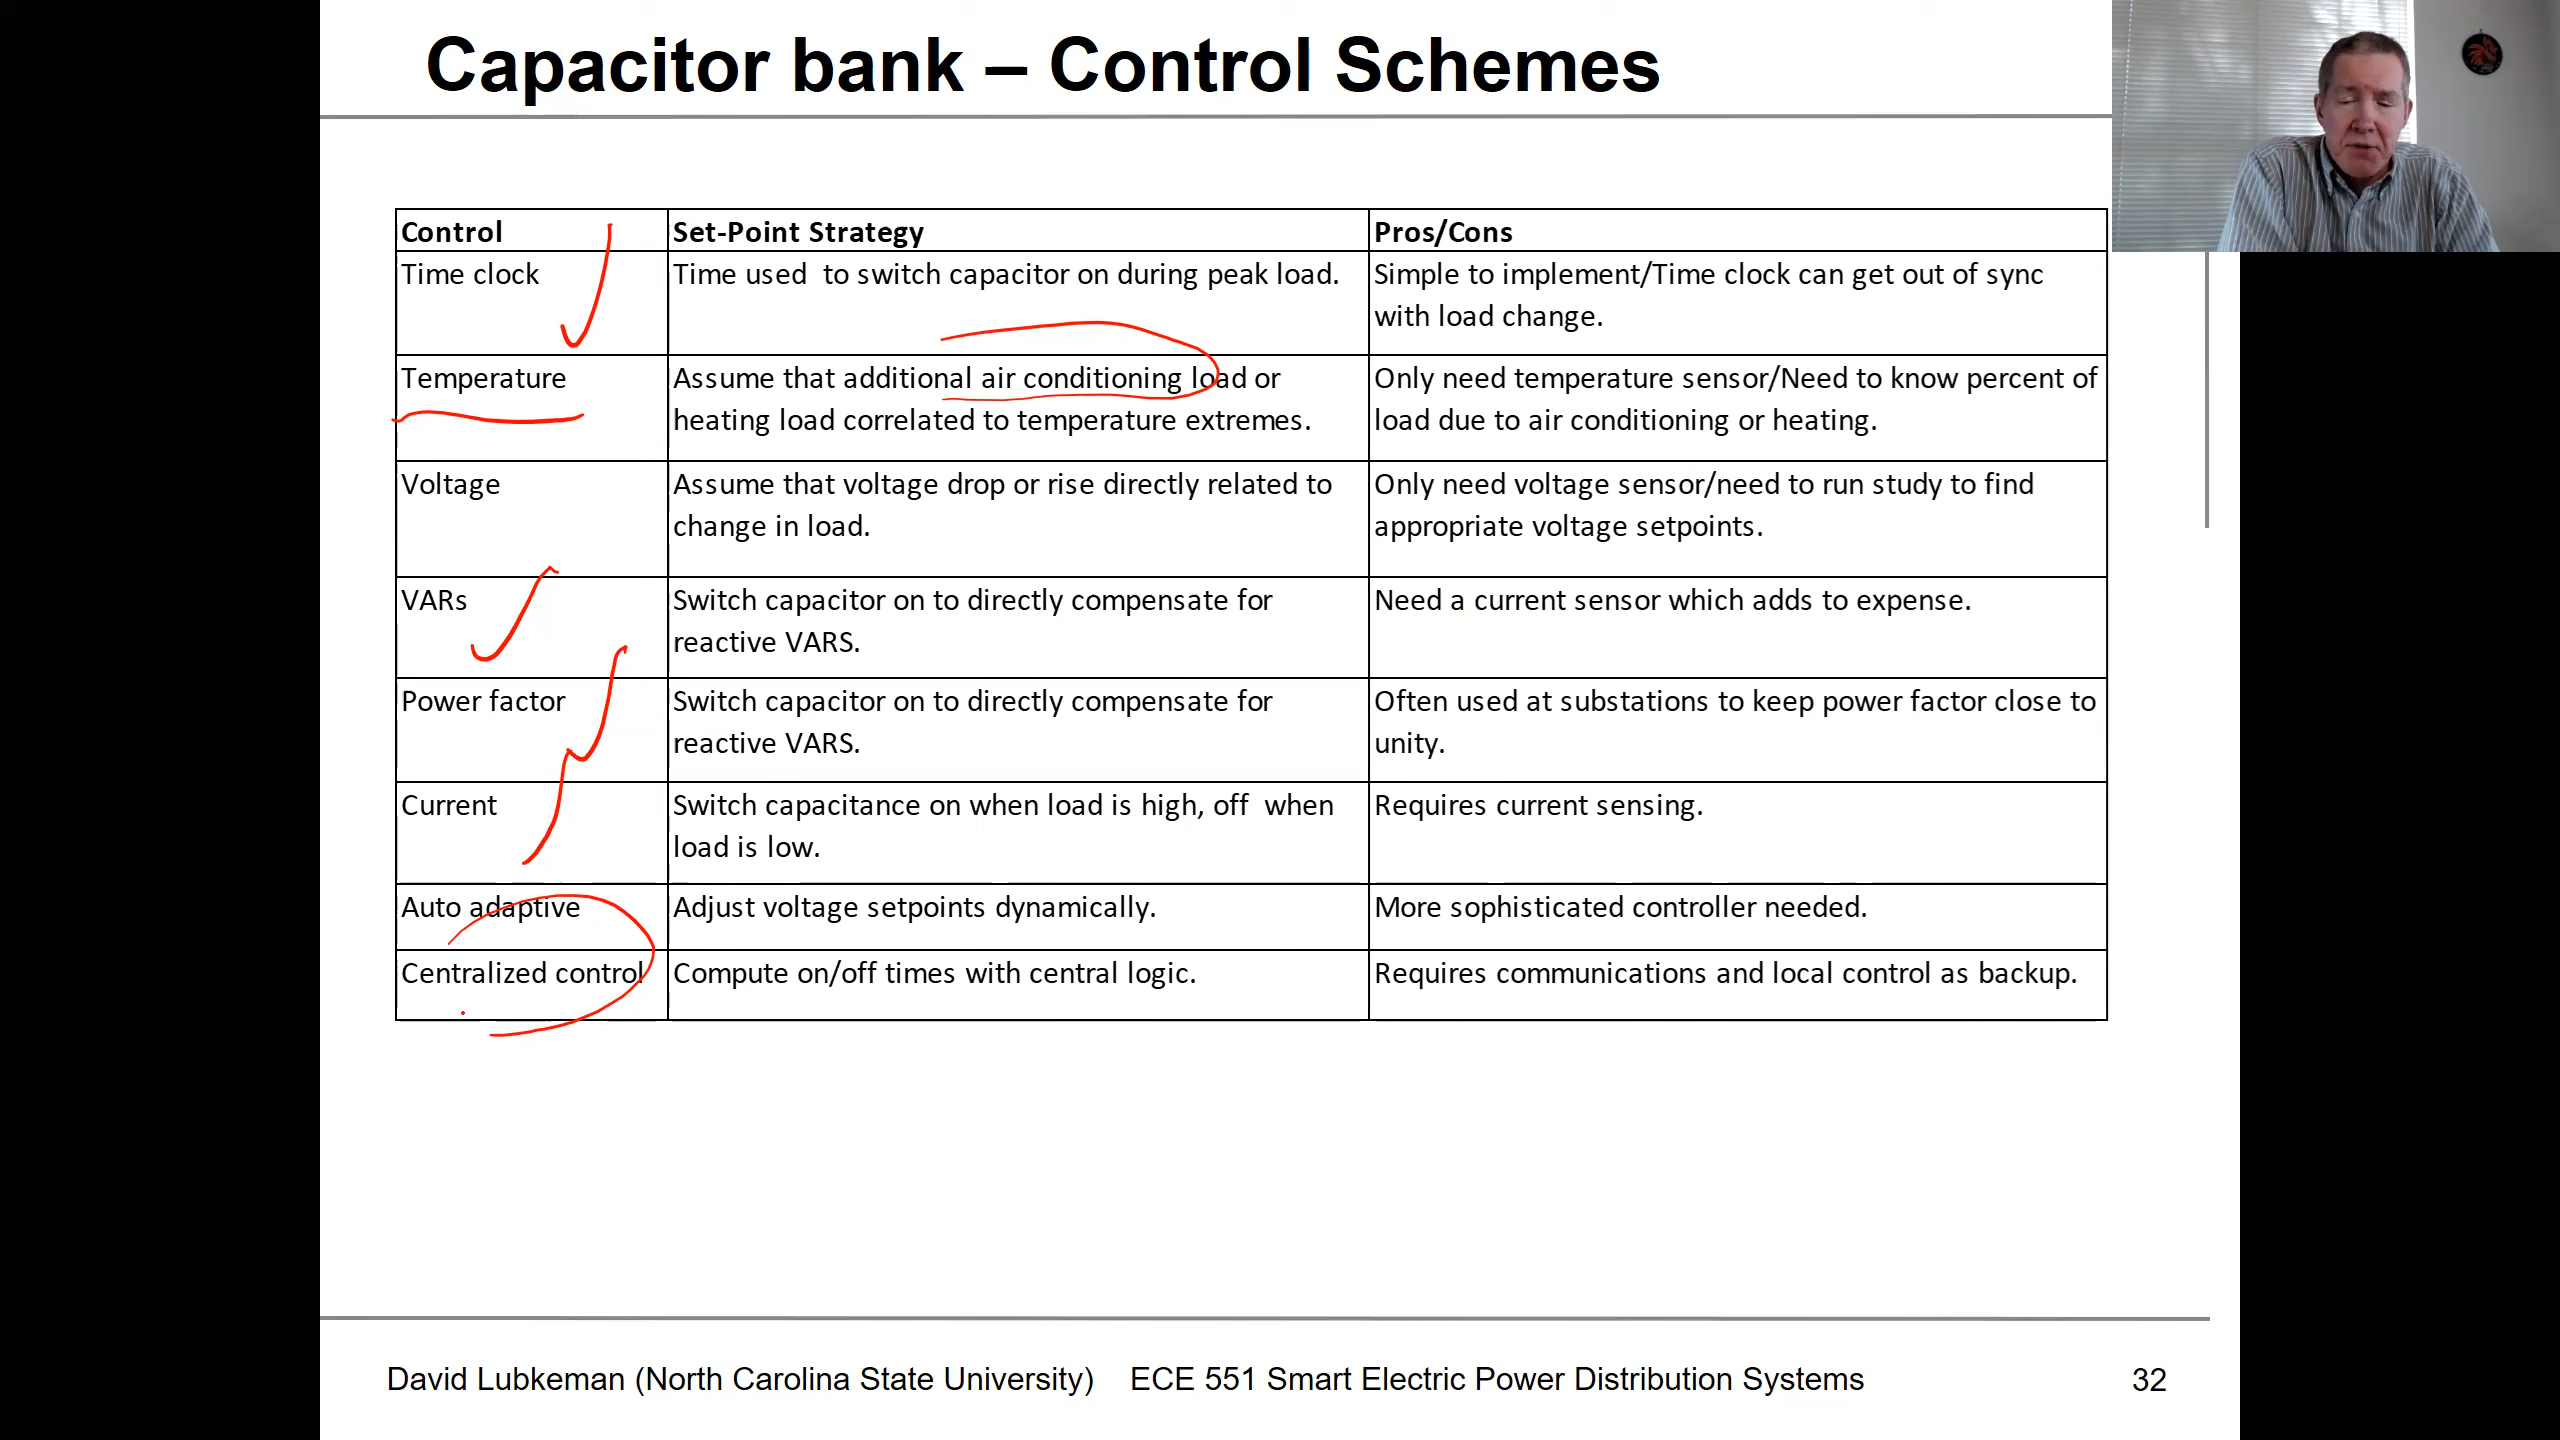 Capacitor bank – Control Schemes
Control Set-Point Strategy Pros/Cons
Time clock Time used to switch capacitor on during peak load. Simple to implement/Time clock can get out of sync
with load change.
Temperature Assume that additional air conditioning load or Only need temperature sensor/Need to know percent of
heating load correlated to temperature extremes. load due to air conditioning or heating.
Voltage Assume that voltage drop or rise directly related to Only need voltage sensor/need to run study to find
change in load. appropriate voltage setpoints.
VARs Switch capacitor on to directly compensate for Need a current sensor which adds to expense.
reactive VARS.
Power factor Switch capacitor on to directly compensate for Often used at substations to keep power factor close to
reactive VARS. unity.
Current Switch capacitance on when load is high, off when Requires current sensing.
load is low.
Auto adaptive Adjust voltage setpoints dynamically. More sophisticated controller needed.
Centralized control Compute on/off times with central logic. Requires communications and local control as backup.
David Lubkeman (North Carolina State University) ECE 551 Smart Electric Power Distribution Systems 32